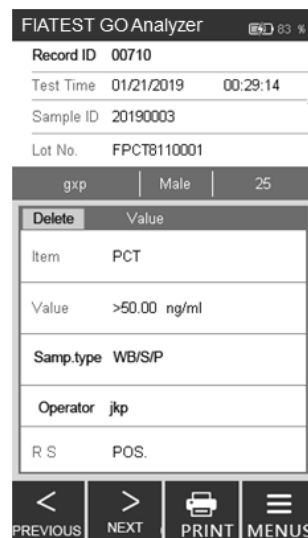 FIATEST GO Analyzer 83 %
Record ID 00710
Test Time 01/21/2019 00:29:14
Sample ID 20190003
Lot No. FPCT8110001
gxp Male 25
Delete Value
Item PCT
Value >50.00 ng/ml
Samp.type WB/S/P
Operator jkp
R S POS.
< > 
PREVIOUS NEXT PRINT MENUS